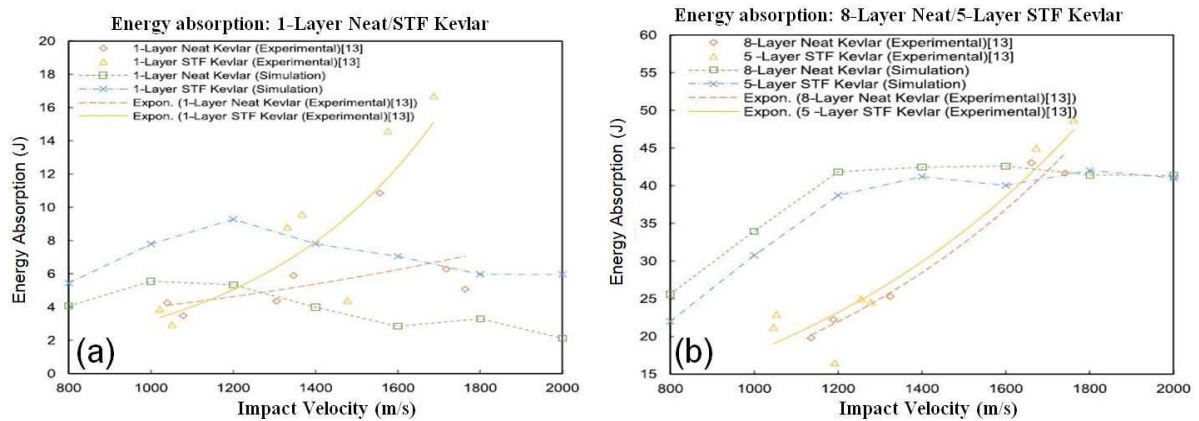 Energy absorption: 1-Layer Neat/STF Kevlar
20
18
16
14
12
10
8
6
4
2
0
Energy Absorption (J)
1-Layer Neat Kevlar (Experimental)[13]
1-Layer STF Kevlar (Experimental)[13]
1-Layer Neat Kevlar (Simulation)
1-Layer STF Kevlar (Simulation)
Expon. (1-Layer Neat Kevlar (Experimental)[13])
Expon. (1-Layer STF Kevlar (Experimental)[13])
(a)
800 1000 1200 1400 1600 1800 2000
Impact Velocity (m/s)
Energy absorption: 8-Layer Neat/5-Layer STF Kevlar
60
55
50
45
40
35
30
25
20
15
Energy Absorption (J)
8-Layer Neat Kevlar (Experimental)[13]
5 -Layer STF Kevlar (Experimental)[13]
8-Layer Neat Kevlar (Simulation)
5-Layer STF Kevlar (Simulation)
Expon. (8-Layer Neat Kevlar (Experimental)[13])
Expon. (5 -Layer STF Kevlar (Experimental)[13])
(b)
800 1000 1200 1400 1600 1800 2000
Impact Velocity (m/s)